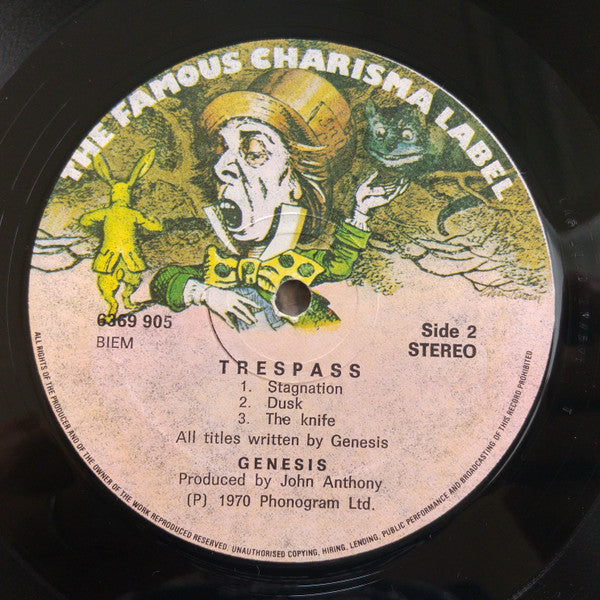 THE FAMOUS CHARISMA LABEL
6369 905
BIEM
Side 2
STEREO
TRESPASS
1. Stagnation
2. Dusk
3. The knife
All titles written by Genesis
GENESIS
Produced by John Anthony
(P) 1970 Phonogram Ltd.
ALL RIGHTS OF THE PRODUCER AND OF THE OWNER OF THE WORK REPRODUCED RESERVED. UNAUTHORISED COPYING, HIRING, LENDING, PUBLIC PERFORMANCE AND BROADCASTING OF THIS RECORD PROHIBITED